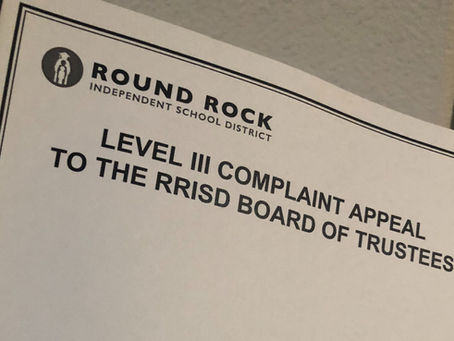 ROUND ROCK
INDEPENDENT SCHOOL DISTRICT
LEVEL III COMPLAINT APPEAL
TO THE RRISD BOARD OF TRUSTEES